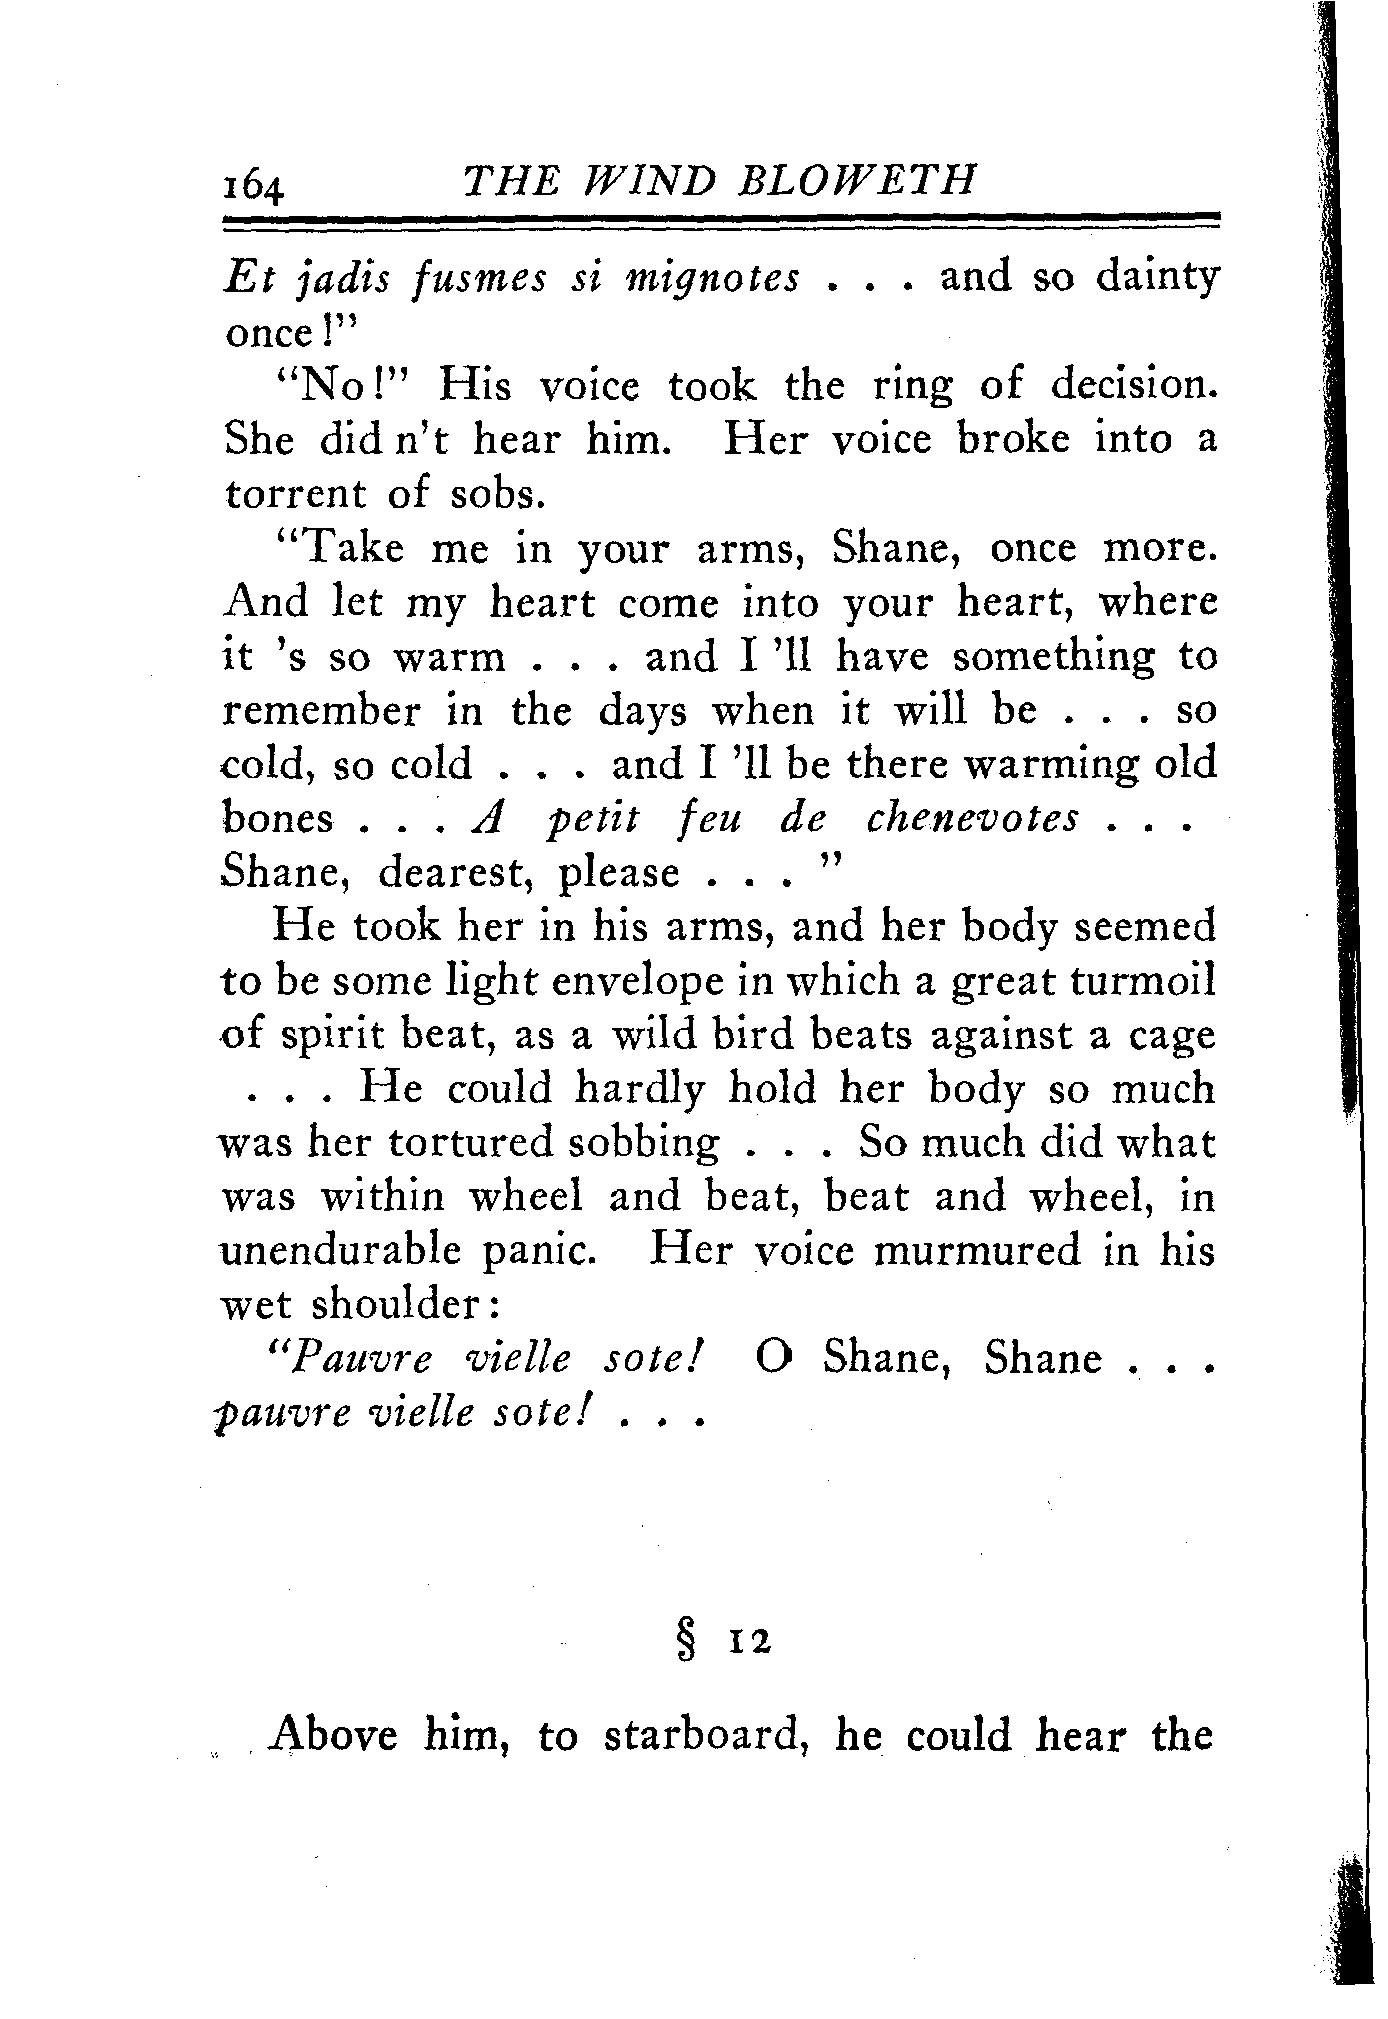 164 THE WIND BLOWETH
Et jadis fusmes si mignotes . . . and so dainty
once!"
"No!" His voice took the ring of decision.
She did n't hear him. Her voice broke into a
torrent of sobs.
"Take me in your arms, Shane, once more.
And let my heart come into your heart, where
it 's so warm . . . and I 'll have something to
remember in the days when it will be . . . so
cold, so cold . . . and I 'll be there warming old
bones . . . A petit feu de chenevotes . . .
Shane, dearest, please . . . "
He took her in his arms, and her body seemed
to be some light envelope in which a great turmoil
of spirit beat, as a wild bird beats against a cage
. . . He could hardly hold her body so much
was her tortured sobbing . . . So much did what
was within wheel and beat, beat and wheel, in
unendurable panic. Her voice murmured in his
wet shoulder:
"Pauvre vielle sote! O Shane, Shane . . .
pauvre vielle sote! . . .
§ 12
Above him, to starboard, he could hear the